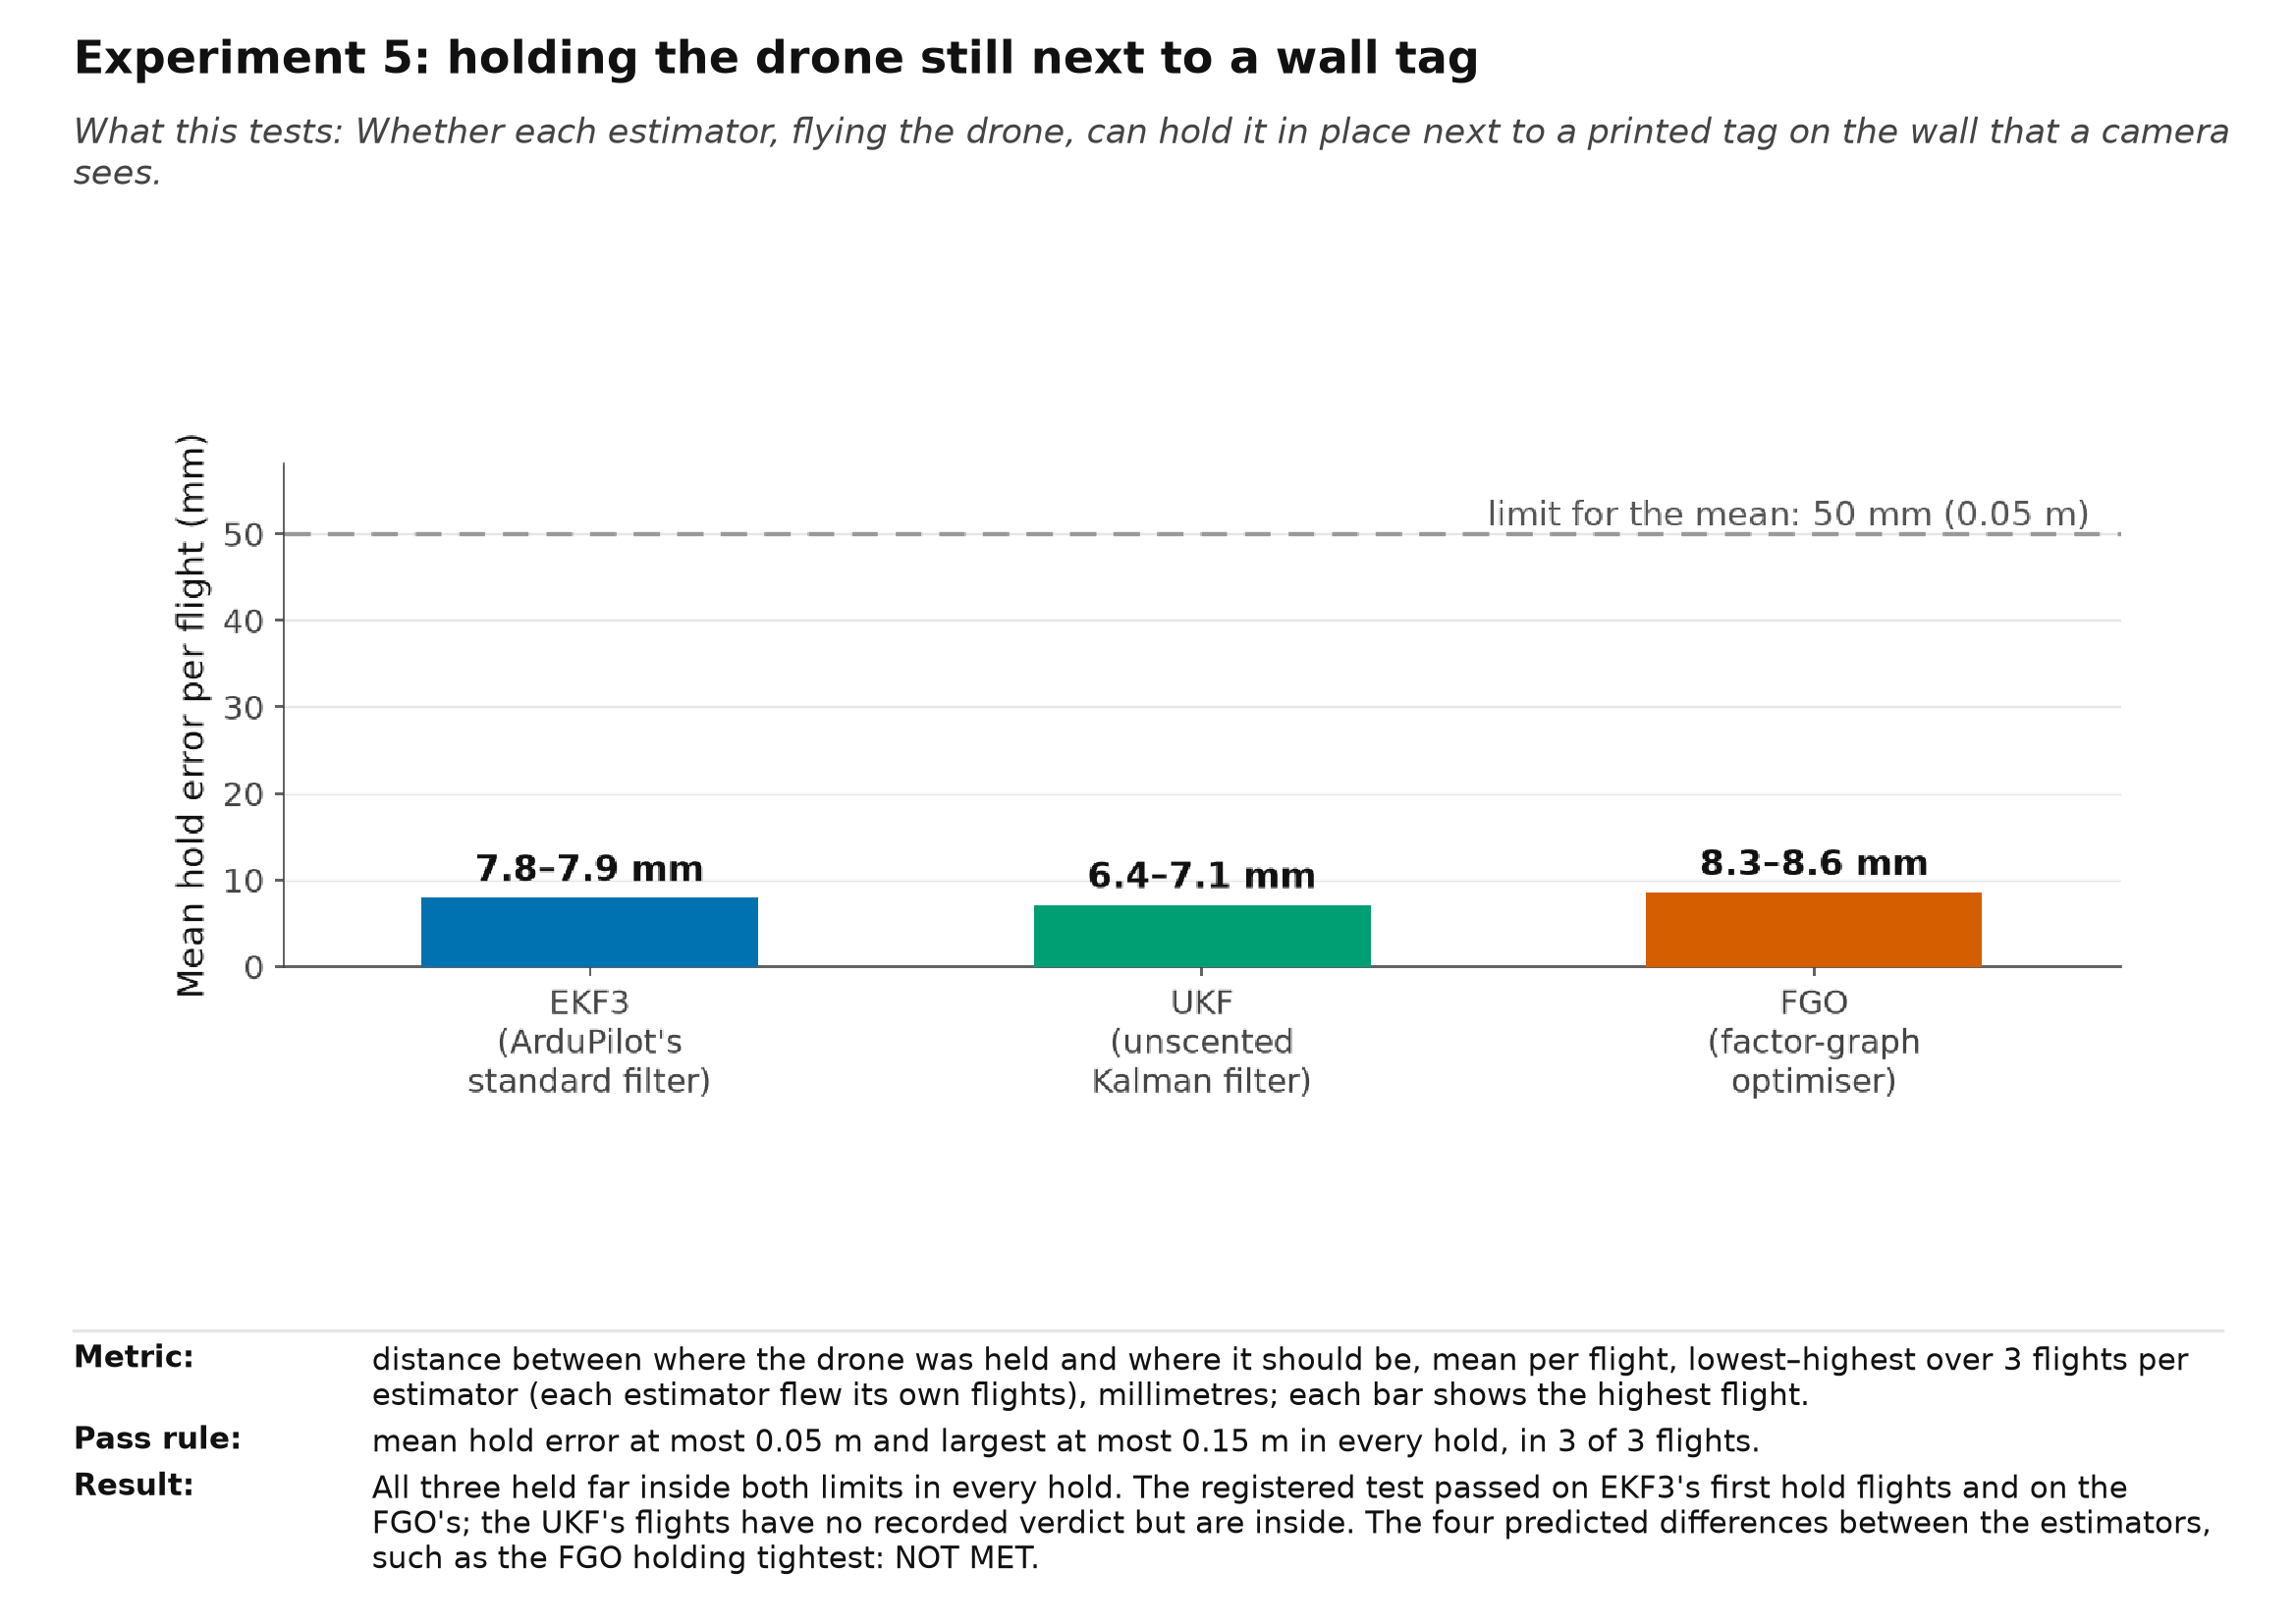 Experiment 5: holding the drone still next to a wall tag
What this tests: Whether each estimator, flying the drone, can hold it in place next to a printed tag on the wall that a camera
sees.
Mean hold error per flight (mm)
limit for the mean: 50 mm (0.05 m)
50
40
30
20
10
0
7.8–7.9 mm
6.4–7.1 mm
8.3–8.6 mm
EKF3
(ArduPilot's
standard filter)
UKF
(unscented
Kalman filter)
FGO
(factor-graph
optimiser)
Metric:
distance between where the drone was held and where it should be, mean per flight, lowest–highest over 3 flights per
estimator (each estimator flew its own flights), millimetres; each bar shows the highest flight.
Pass rule:
mean hold error at most 0.05 m and largest at most 0.15 m in every hold, in 3 of 3 flights.
Result:
All three held far inside both limits in every hold. The registered test passed on EKF3's first hold flights and on the
FGO's; the UKF's flights have no recorded verdict but are inside. The four predicted differences between the estimators,
such as the FGO holding tightest: NOT MET.